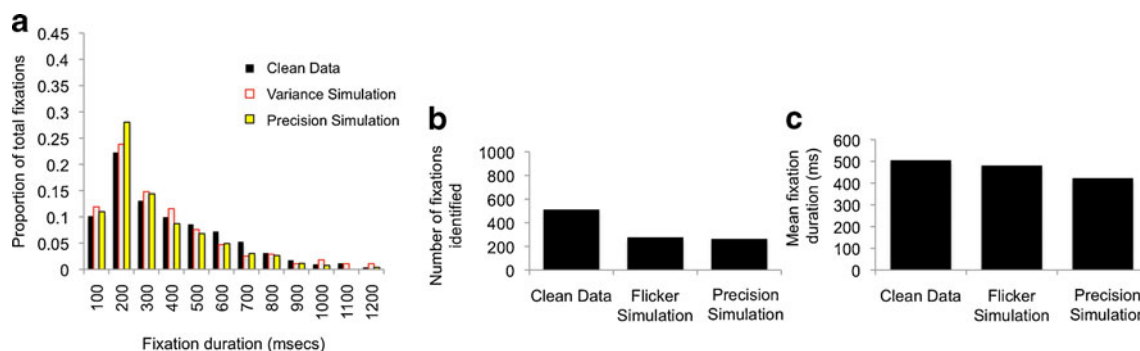 a
Proportion of total fixations
0.45
0.4
0.35
0.3
0.25
0.2
0.15
0.1
0.05
0
Clean Data
Variance Simulation
Precision Simulation
100 200 300 400 500 600 700 800 900 1000 1100 1200
Fixation duration (msecs)
b
Number of fixations
identified
1000
800
600
400
200
0
Clean Data Flicker Precision
Simulation Simulation
c
Mean fixation
duration (ms)
600
500
400
300
200
100
0
Clean Data Flicker Precision
Simulation Simulation